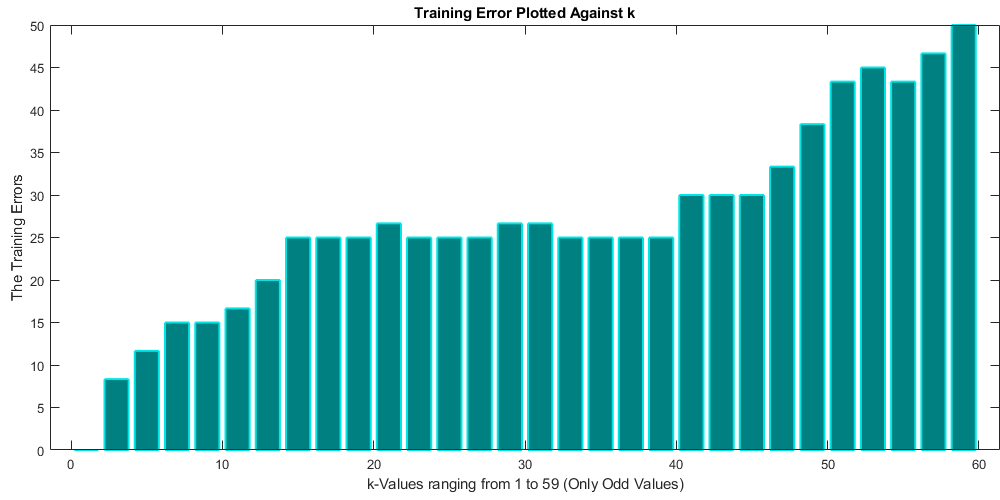 Training Error Plotted Against k
The Training Errors
50
45
40
35
30
25
20
15
10
5
0
0 10 20 30 40 50 60
k-Values ranging from 1 to 59 (Only Odd Values)